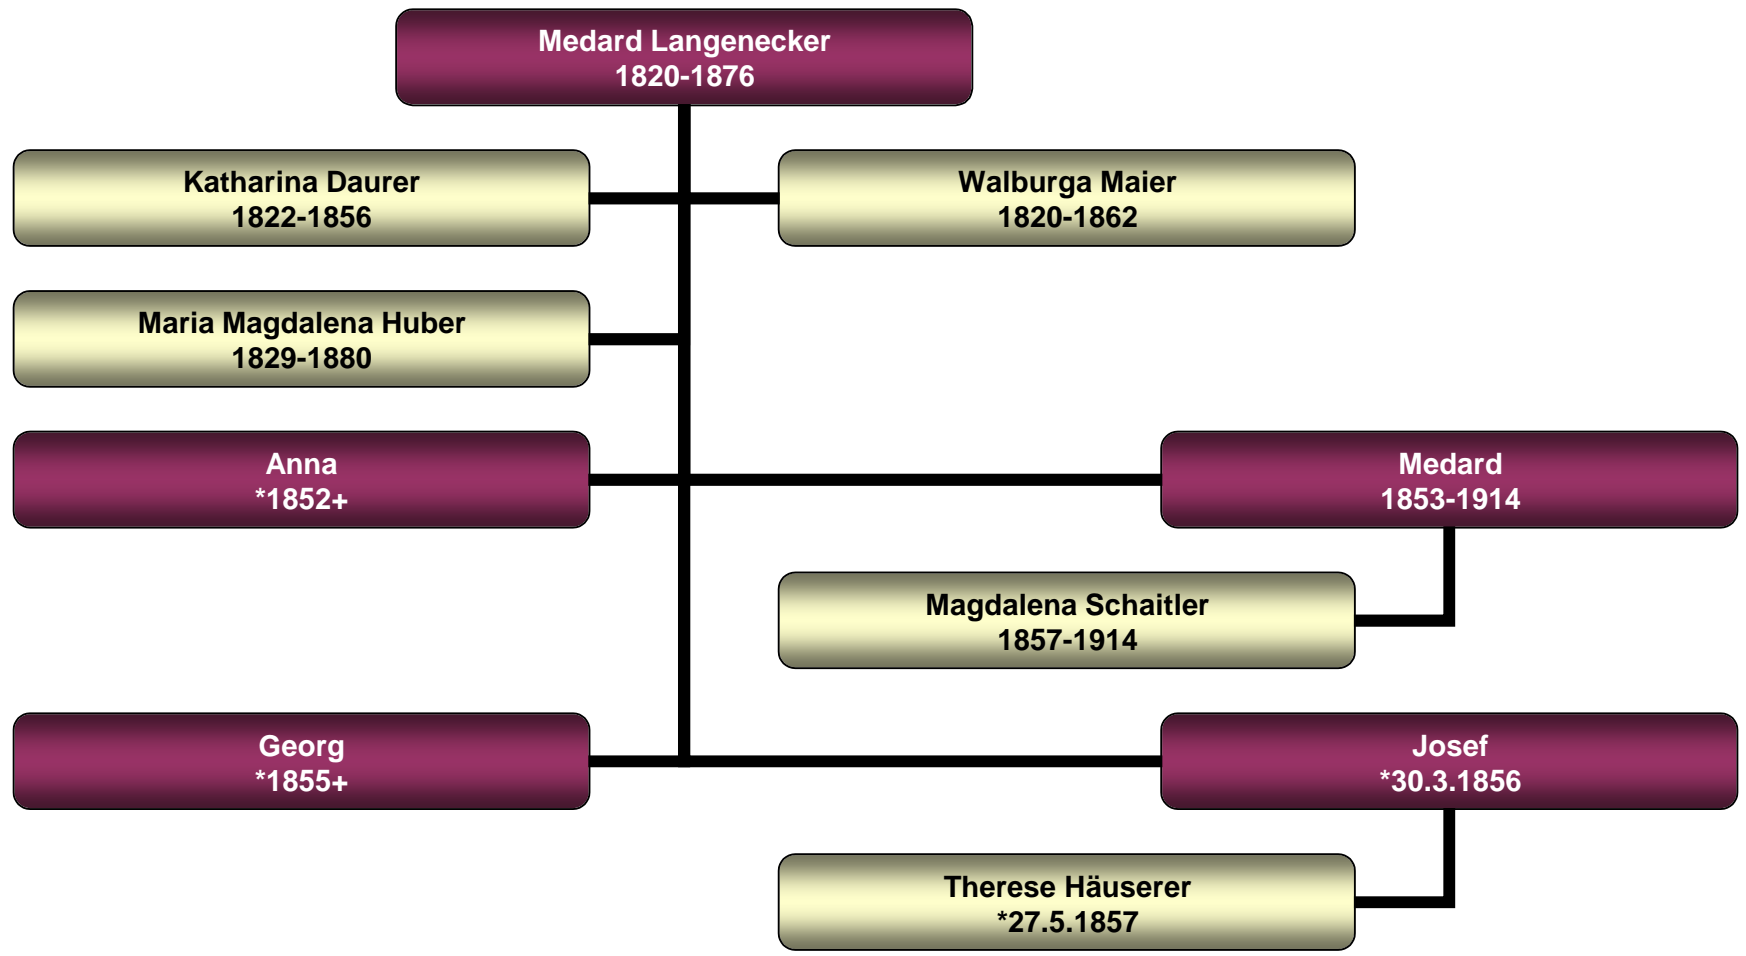 Medard Langenecker
1820-1876
Katharina Daurer
1822-1856
Walburga Maier
1820-1862
Maria Magdalena Huber
1829-1880
Anna
*1852+
Medard
1853-1914
Magdalena Schaitler
1857-1914
Georg
*1855+
Josef
*30.3.1856
Therese Häuserer
*27.5.1857